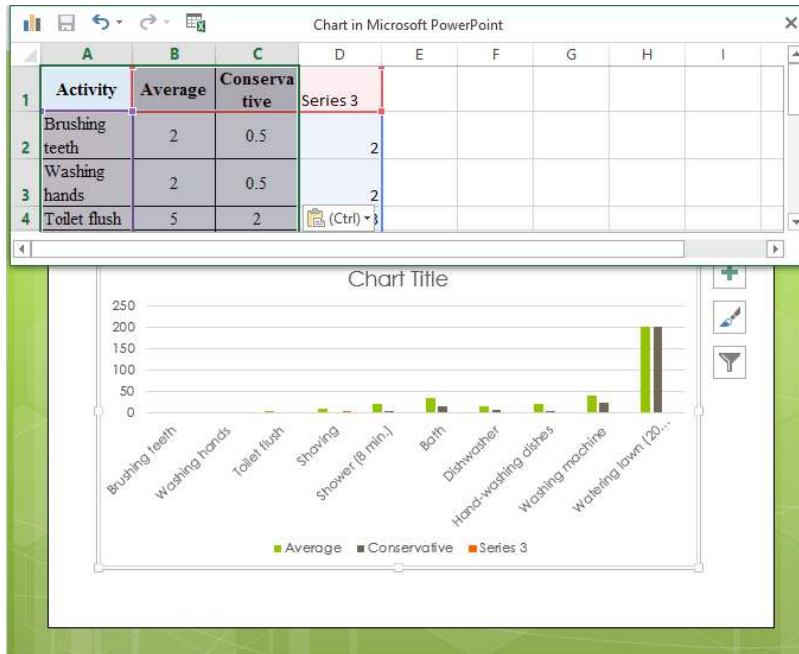 Chart in Microsoft PowerPoint
A B C D E F G H I
1 Activity Average Conserva
tive Series 3
Brushing
2 teeth 2 0.5 2
Washing
3 hands 2 0.5 2
4 Toilet flush 5 2 (Ctrl) 3
Chart Title
250
200
150
100
50
0
Brushing teeth
Washing hands
Toilet flush
Shaving
Shower (8 min.)
Bath
Dishwasher
Hand-washing dishes
Washing machine
Watering lawn (20...
Average Conservative Series 3